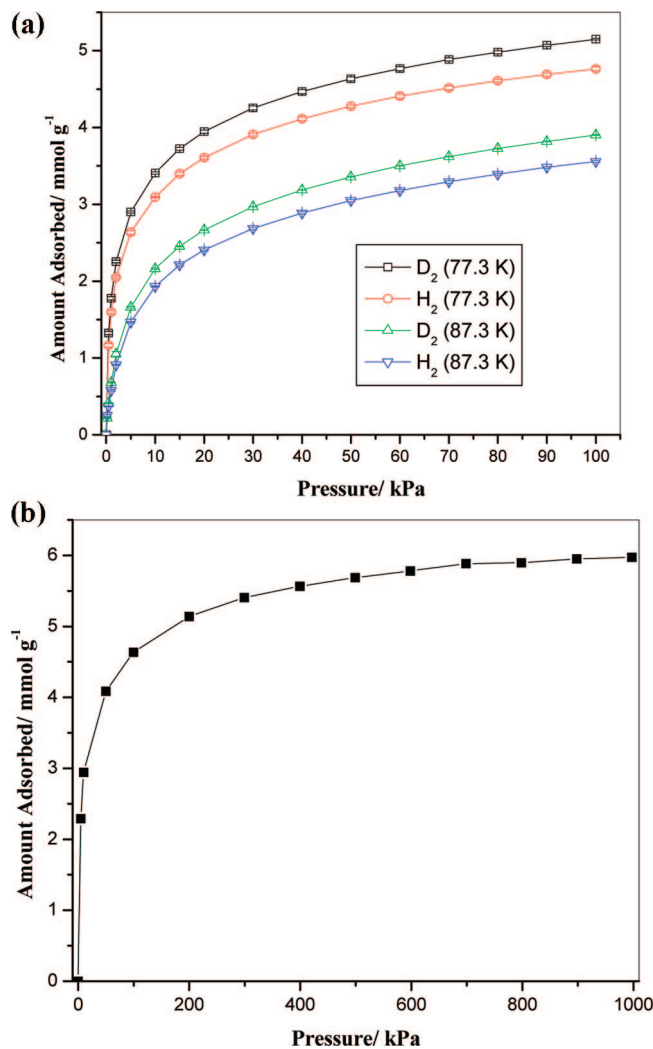 (a)
5
4
3
2
1
0
Amount Adsorbed/ mmol g⁻¹
D₂ (77.3 K)
H₂ (77.3 K)
D₂ (87.3 K)
H₂ (87.3 K)
0 10 20 30 40 50 60 70 80 90 100
Pressure/ kPa
(b)
6
5
4
3
2
1
0
Amount Adsorbed/ mmol g⁻¹
0 200 400 600 800 1000
Pressure/ kPa